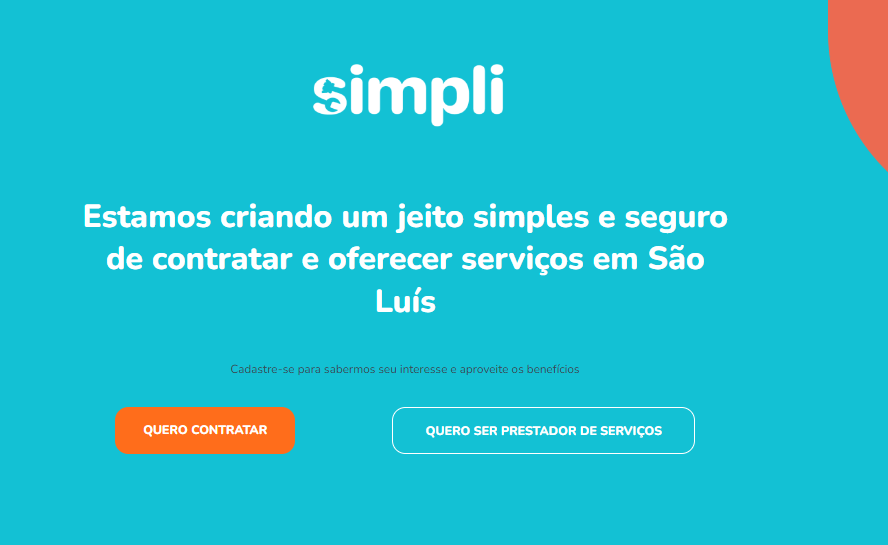 simpli
Estamos criando um jeito simples e seguro
de contratar e oferecer serviços em São
Luís
Cadastre-se para sabermos seu interesse e aproveite os benefícios
QUERO CONTRATAR
QUERO SER PRESTADOR DE SERVIÇOS